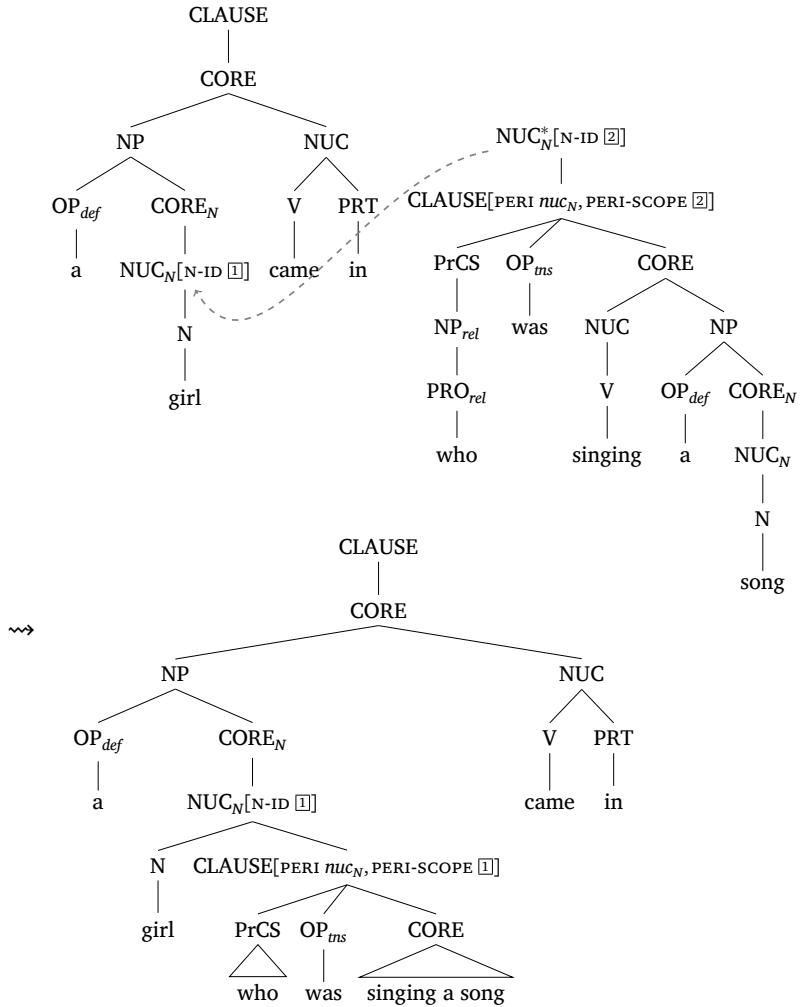 CLAUSE
CORE
NP NUC
NUC*N[N-ID 2]
OPdef COREN V PRT
CLAUSE[PERI nucN, PERI-SCOPE 2]
a NUCN[N-ID 1] came in
PrCS OPtns CORE
N
NPrel was NUC NP
girl
PROrel V OPdef COREN
who singing a NUCN
N
song
CLAUSE
⇝ CORE
NP NUC
OPdef COREN V PRT
a NUCN[N-ID 1] came in
N CLAUSE[PERI nucN, PERI-SCOPE 1]
girl PrCS OPtns CORE
who was singing a song